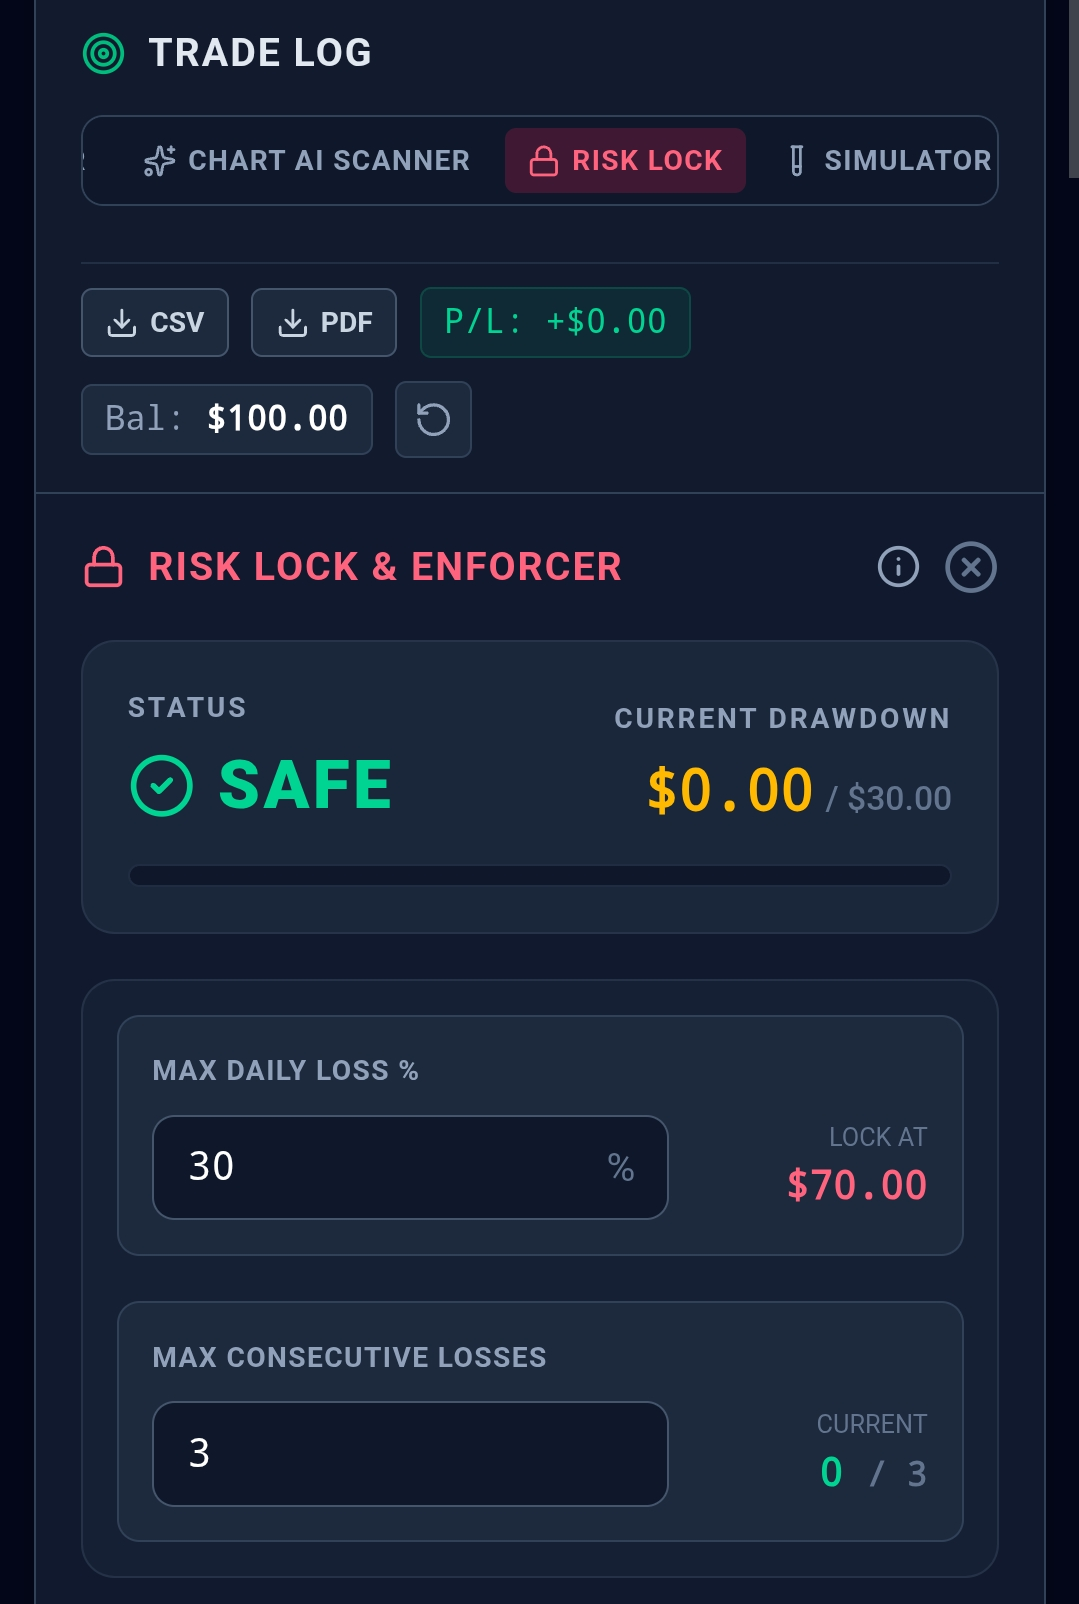 TRADE LOG
CHART AI SCANNER RISK LOCK SIMULATOR
CSV PDF P/L: +$0.00
Bal: $100.00
RISK LOCK & ENFORCER
STATUS
CURRENT DRAWDOWN
SAFE
$0.00 / $30.00
MAX DAILY LOSS %
30 %
LOCK AT
$70.00
MAX CONSECUTIVE LOSSES
3
CURRENT
0 / 3